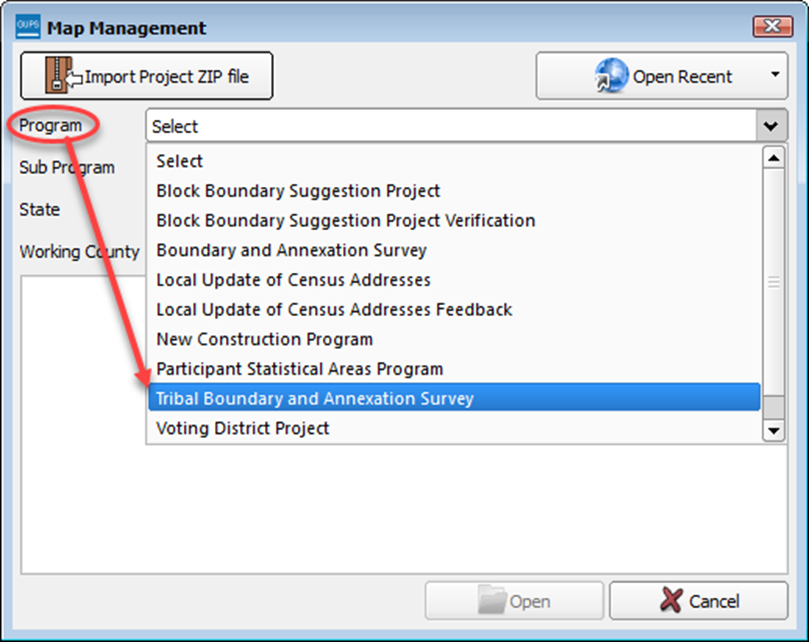 GUPS
Map Management
Import Project ZIP file
Open Recent
Program
Select
Sub Program
State
Working County
Select
Block Boundary Suggestion Project
Block Boundary Suggestion Project Verification
Boundary and Annexation Survey
Local Update of Census Addresses
Local Update of Census Addresses Feedback
New Construction Program
Participant Statistical Areas Program
Tribal Boundary and Annexation Survey
Voting District Project
Open
Cancel